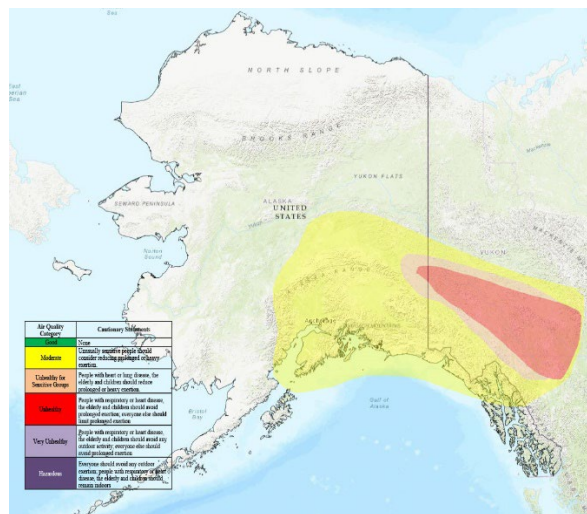 NORTH SLOPE
BROOKS RANGE
YUKON FLATS
SEWARD PENINSULA
ALASKA
UNITED
STATES
Norton
Sound
YUKON
ALASKA RANGE
Anchorage
Bristol
Bay
Gulf of
Alaska
Air Quality
Category
Cautionary Statements
Good
None
Moderate
Unusually sensitive people should
consider reducing prolonged or heavy
exertion.
Unhealthy for
Sensitive Groups
People with heart or lung disease, the
elderly and children should reduce
prolonged or heavy exertion.
Unhealthy
People with respiratory or heart disease,
the elderly and children should avoid
prolonged exertion; everyone else should
limit prolonged exertion
Very Unhealthy
People with respiratory or heart disease,
the elderly and children should avoid any
outdoor activity; everyone else should
avoid prolonged exertion
Hazardous
Everyone should avoid any outdoor
exertion; people with respiratory or heart
disease, the elderly and children should
remain indoors